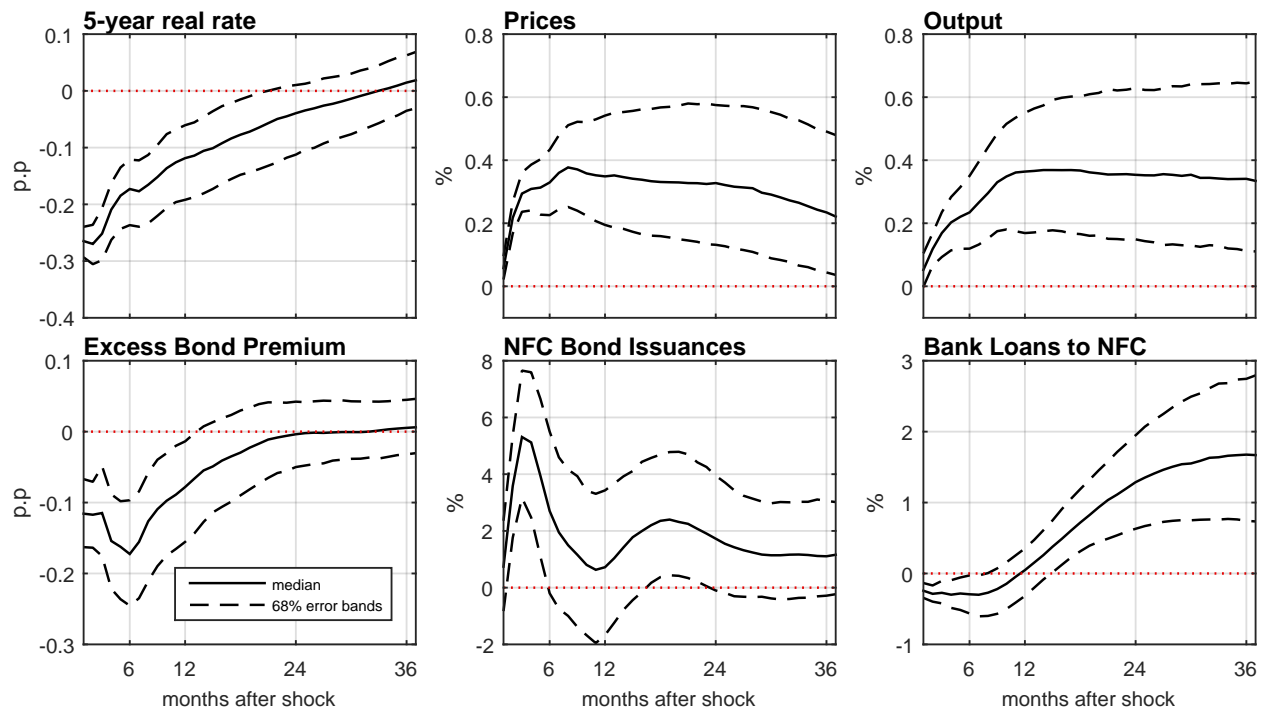 5-year real rate
Prices
Output
0.1
0
-0.1
-0.2
-0.3
-0.4
p.p
0.8
0.6
0.4
0.2
0
%
0.8
0.6
0.4
0.2
0
%
Excess Bond Premium
NFC Bond Issuances
Bank Loans to NFC
0.1
0
-0.1
-0.2
-0.3
p.p
median
68% error bands
8
6
4
2
0
-2
%
3
2
1
0
-1
%
6 12 24 36
6 12 24 36
6 12 24 36
months after shock
months after shock
months after shock